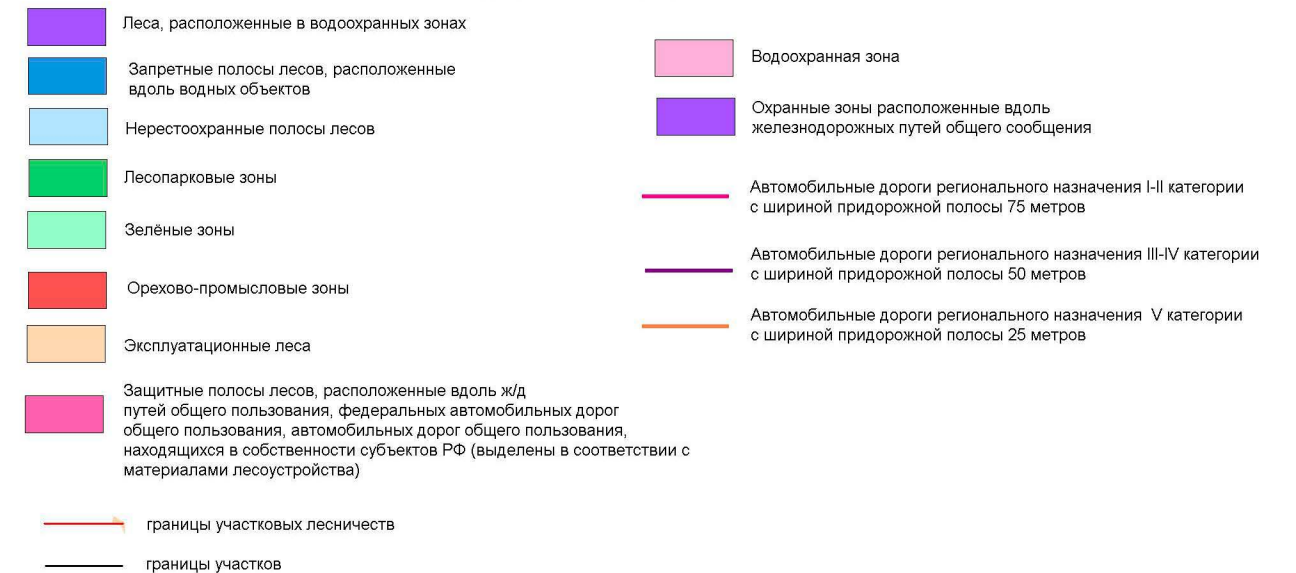 Леса, расположенные в водоохранных зонах
Запретные полосы лесов, расположенные
вдоль водных объектов
Нерестоохранные полосы лесов
Лесопарковые зоны
Зелёные зоны
Орехово-промысловые зоны
Эксплуатационные леса
Защитные полосы лесов, расположенные вдоль ж/д
путей общего пользования, федеральных автомобильных дорог
общего пользования, автомобильных дорог общего пользования,
находящихся в собственности субъектов РФ (выделены в соответствии с
материалами лесоустройства)
границы участковых лесничеств
границы участков
Водоохранная зона
Охранные зоны расположенные вдоль
железнодорожных путей общего сообщения
Автомобильные дороги регионального назначения I-II категории
с шириной придорожной полосы 75 метров
Автомобильные дороги регионального назначения III-IV категории
с шириной придорожной полосы 50 метров
Автомобильные дороги регионального назначения V категории
с шириной придорожной полосы 25 метров